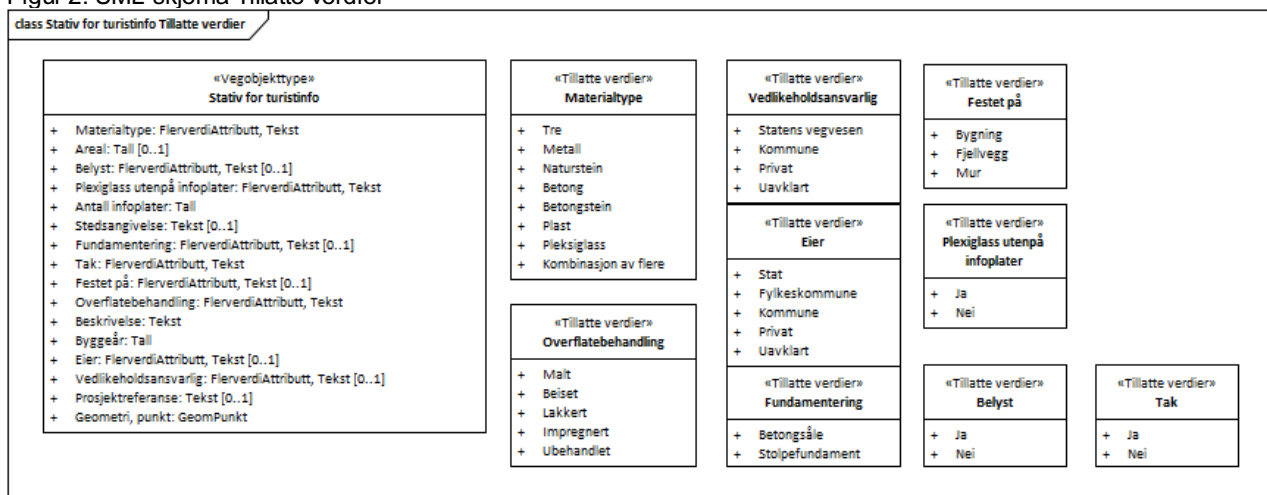 Figur 2: UML-skjema Tillatte verdier
class Stativ for turistinfo Tillatte verdier
«Vegobjekttype»
Stativ for turistinfo
+ Materialtype: FlerverdiAttributt, Tekst
+ Areal: Tall [0..1]
+ Belyst: FlerverdiAttributt, Tekst [0..1]
+ Plexiglass utenpå infoplater: FlerverdiAttributt, Tekst
+ Antall infoplater: Tall
+ Stedsangivelse: Tekst [0..1]
+ Fundamentering: FlerverdiAttributt, Tekst [0..1]
+ Tak: FlerverdiAttributt, Tekst
+ Festet på: FlerverdiAttributt, Tekst [0..1]
+ Overflatebehandling: FlerverdiAttributt, Tekst
+ Beskrivelse: Tekst
+ Byggeår: Tall
+ Eier: FlerverdiAttributt, Tekst [0..1]
+ Vedlikeholdsansvarlig: FlerverdiAttributt, Tekst [0..1]
+ Prosjektreferanse: Tekst [0..1]
+ Geometri, punkt: GeomPunkt
«Tillatte verdier»
Materialtype
+ Tre
+ Metall
+ Naturstein
+ Betong
+ Betongstein
+ Plast
+ Pleksiglass
+ Kombinasjon av flere
«Tillatte verdier»
Overflatebehandling
+ Malt
+ Beiset
+ Lakkert
+ Impregnert
+ Ubehandlet
«Tillatte verdier»
Vedlikeholdsansvarlig
+ Statens vegvesen
+ Kommune
+ Privat
+ Uavklart
«Tillatte verdier»
Eier
+ Stat
+ Fylkeskommune
+ Kommune
+ Privat
+ Uavklart
«Tillatte verdier»
Fundamentering
+ Betongsåle
+ Stolpefundament
«Tillatte verdier»
Festet på
+ Bygning
+ Fjellvegg
+ Mur
«Tillatte verdier»
Plexiglass utenpå
infoplater
+ Ja
+ Nei
«Tillatte verdier»
Belyst
+ Ja
+ Nei
«Tillatte verdier»
Tak
+ Ja
+ Nei